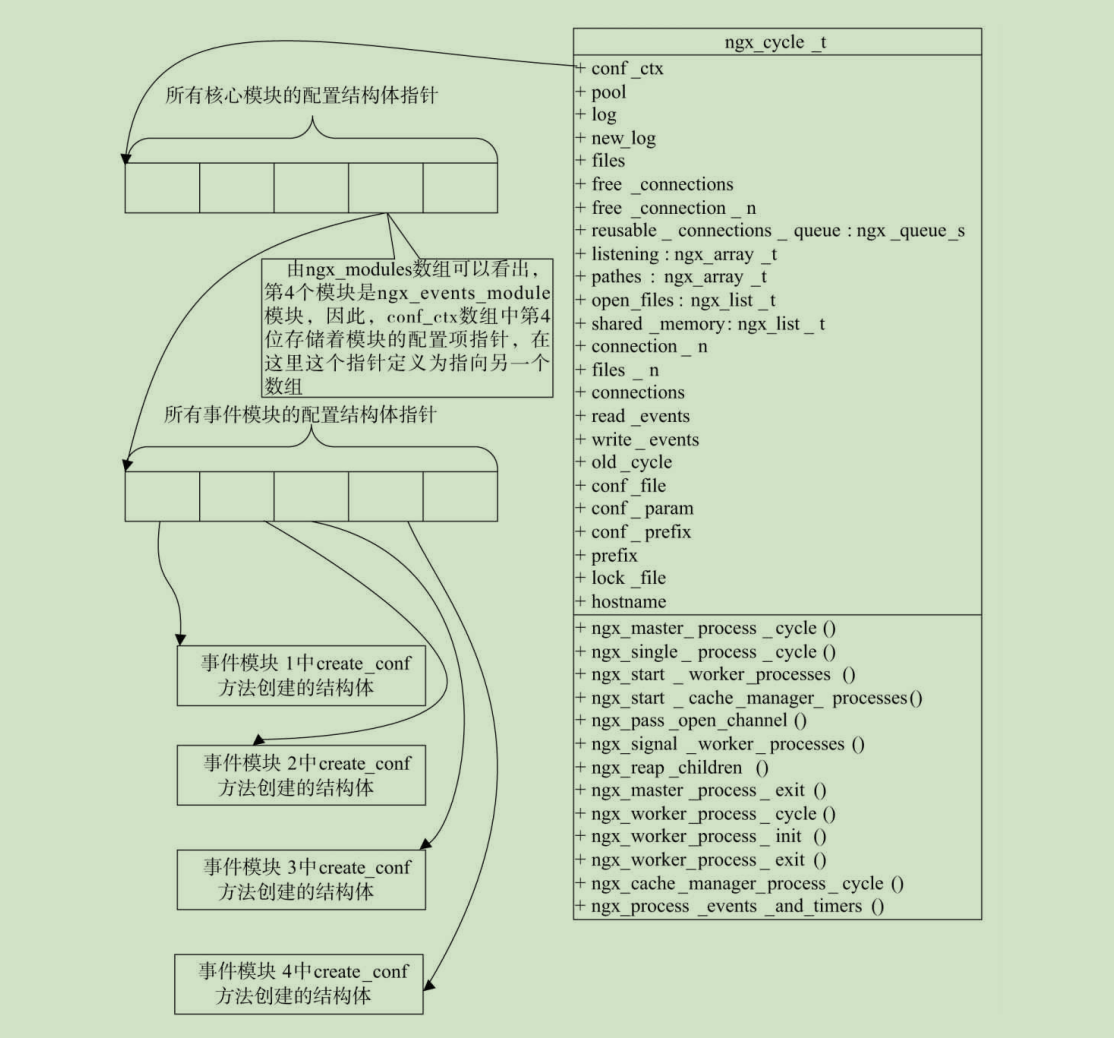 所有核心模块的配置结构体指针
由ngx_modules数组可以看出，
第4个模块是ngx_events_module
模块，因此，conf_ctx数组中第4
位存储着模块的配置项指针，在
这里这个指针定义为指向另一个
数组
所有事件模块的配置结构体指针
事件模块 1中create_conf
方法创建的结构体
事件模块 2中create_conf
方法创建的结构体
事件模块 3中create_conf
方法创建的结构体
事件模块 4中create_conf
方法创建的结构体
ngx_cycle _t
+ conf _ctx
+ pool
+ log
+ new_log
+ files
+ free _connections
+ free _connection _ n
+ reusable _ connections _ queue : ngx _queue_s
+ listening : ngx_array _t
+ pathes : ngx_array _t
+ open_files : ngx_list _t
+ shared _memory: ngx_list _ t
+ connection _ n
+ files _ n
+ connections
+ read _events
+ write _ events
+ old _cycle
+ conf _file
+ conf _ param
+ conf _ prefix
+ prefix
+ lock _file
+ hostname
+ ngx_master_ process _ cycle ()
+ ngx_single _ process _cycle ()
+ ngx_start _ worker_processes ()
+ ngx_start _ cache_manager_ processes()
+ ngx_pass _open_channel ()
+ ngx_signal _worker_ processes ()
+ ngx_reap _children ()
+ ngx_master _process _ exit ()
+ ngx_worker_process _ cycle ()
+ ngx_worker_process _ init ()
+ ngx_worker_process _ exit ()
+ ngx_cache _manager_process _ cycle ()
+ ngx_process _events _and_timers ()